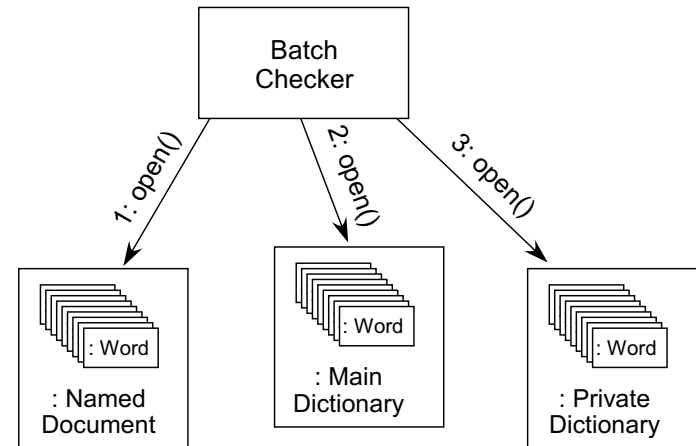 Batch
Checker
1: open()
2: open()
3: open()
: Word
: Named
Document
: Word
: Main
Dictionary
: Word
: Private
Dictionary